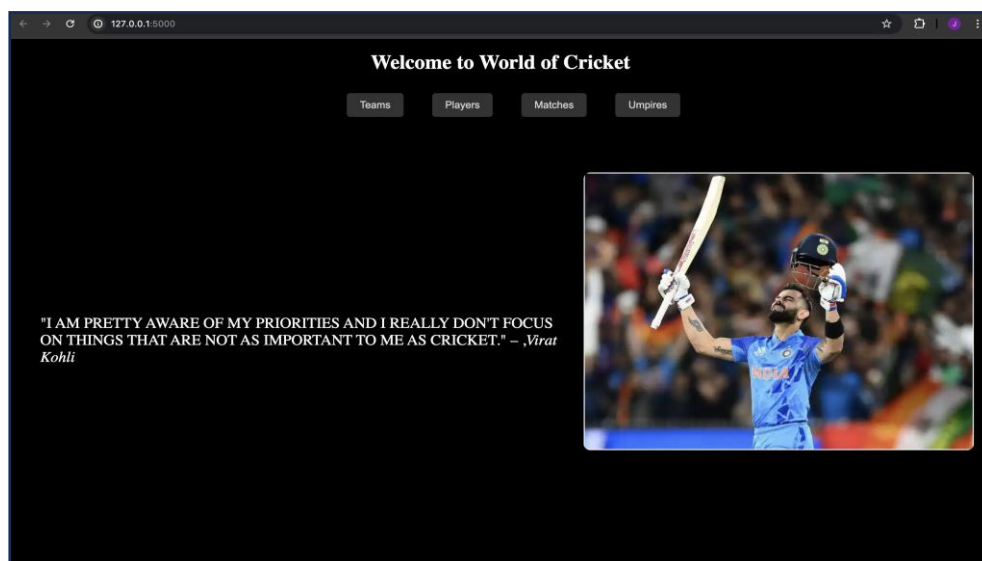 127.0.0.1:5000
J
Welcome to World of Cricket
Teams Players Matches Umpires
INDIA
"I AM PRETTY AWARE OF MY PRIORITIES AND I REALLY DON'T FOCUS
ON THINGS THAT ARE NOT AS IMPORTANT TO ME AS CRICKET." – ,Virat
Kohli